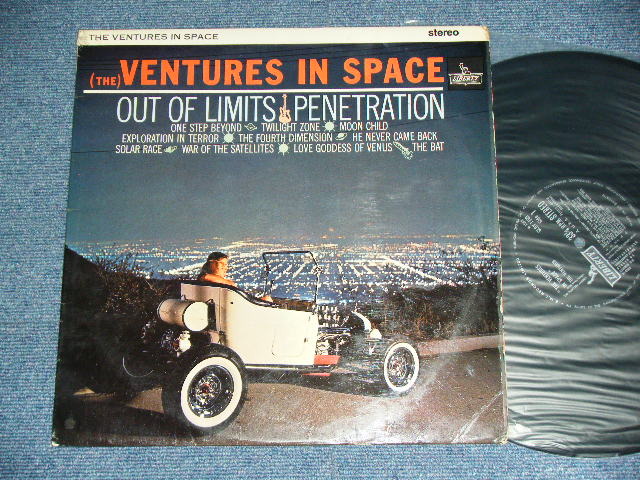 THE VENTURES IN SPACE
stereo
(THE) VENTURES IN SPACE
LIBERTY
OUT OF LIMITS PENETRATION
ONE STEP BEYOND TWILIGHT ZONE MOON CHILD
EXPLORATION IN TERROR THE FOURTH DIMENSION HE NEVER CAME BACK
SOLAR RACE WAR OF THE SATELLITES LOVE GODDESS OF VENUS THE BAT
LIBERTY